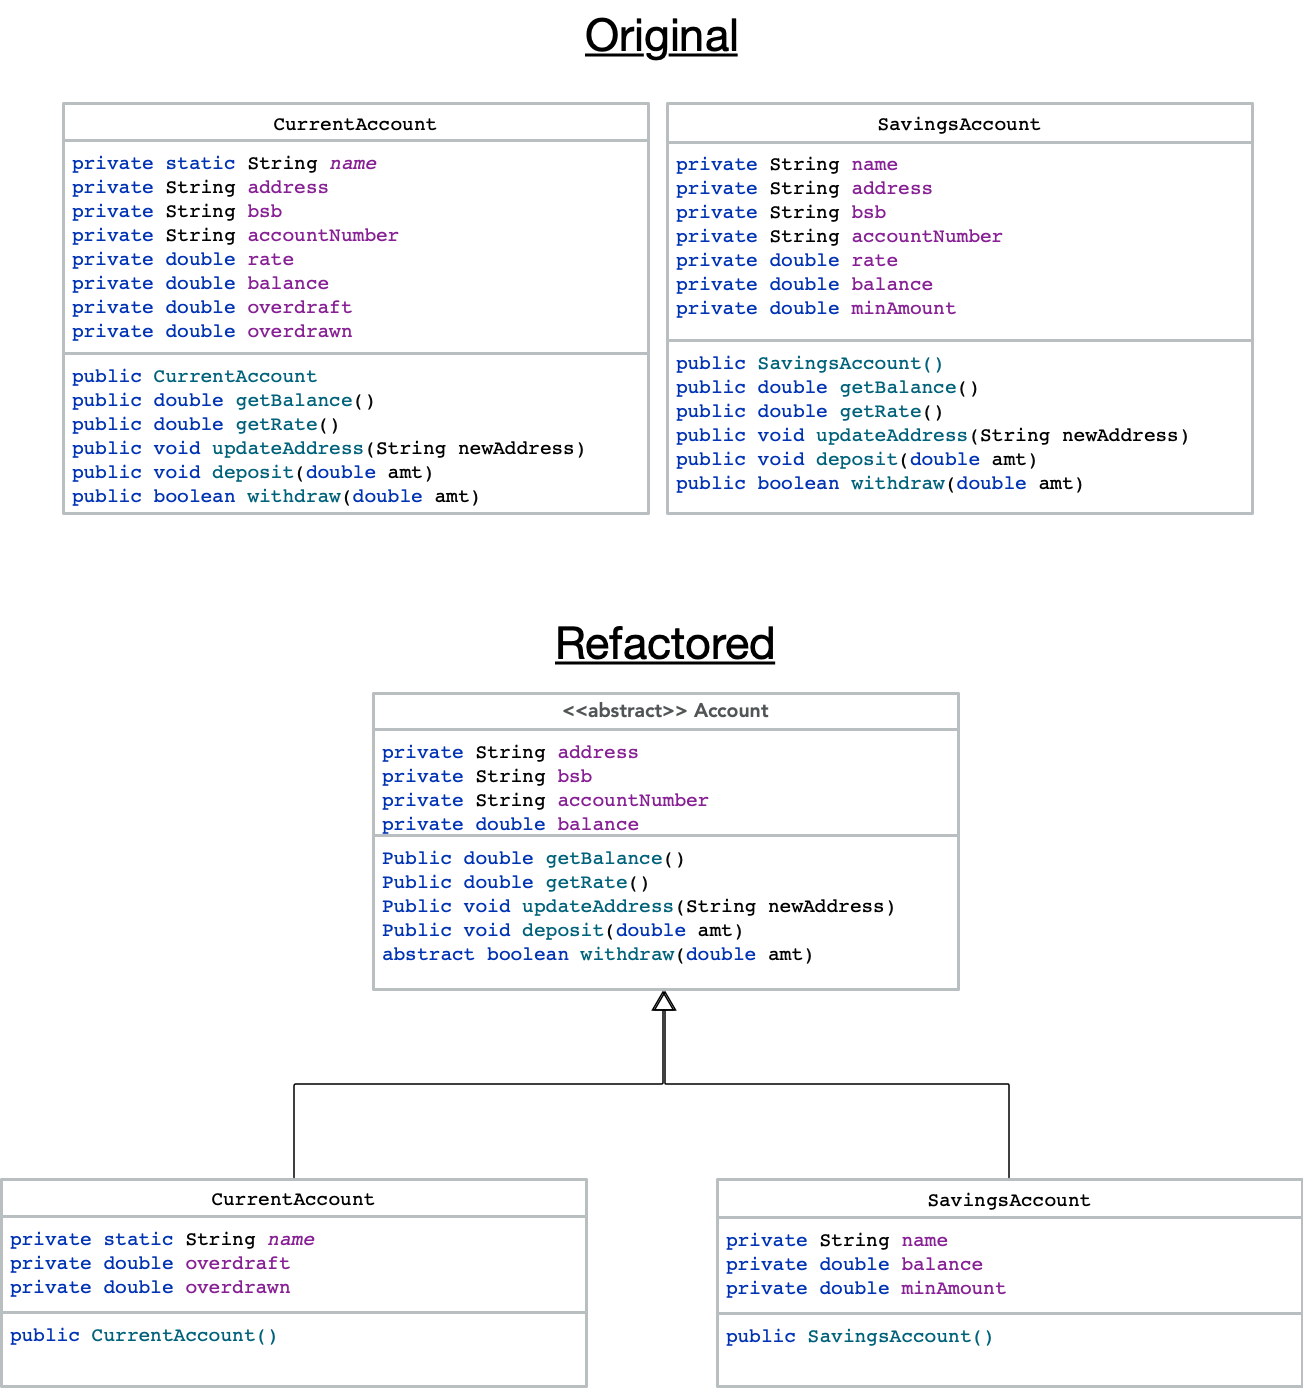 Original
CurrentAccount
private static String name
private String address
private String bsb
private String accountNumber
private double rate
private double balance
private double overdraft
private double overdrawn
public CurrentAccount
public double getBalance()
public double getRate()
public void updateAddress(String newAddress)
public void deposit(double amt)
public boolean withdraw(double amt)
SavingsAccount
private String name
private String address
private String bsb
private String accountNumber
private double rate
private double balance
private double minAmount
public SavingsAccount()
public double getBalance()
public double getRate()
public void updateAddress(String newAddress)
public void deposit(double amt)
public boolean withdraw(double amt)
Refactored
<<abstract>> Account
private String address
private String bsb
private String accountNumber
private double balance
Public double getBalance()
Public double getRate()
Public void updateAddress(String newAddress)
Public void deposit(double amt)
abstract boolean withdraw(double amt)
CurrentAccount
private static String name
private double overdraft
private double overdrawn
public CurrentAccount()
SavingsAccount
private String name
private double balance
private double minAmount
public SavingsAccount()